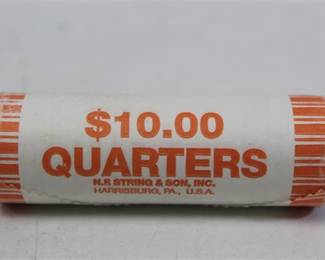 $10.00
QUARTERS
N.F. STRING & SON, INC.
HARRISBURG, PA., U.S.A.